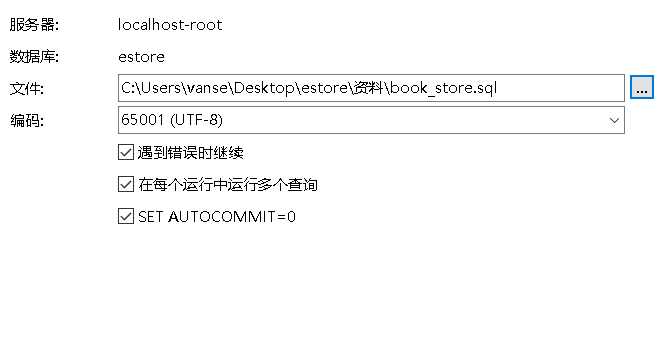 服务器: localhost-root
数据库: estore
文件: C:\Users\vanse\Desktop\estore\资料\book_store.sql ...
编码: 65001 (UTF-8)
遇到错误时继续
在每个运行中运行多个查询
SET AUTOCOMMIT=0